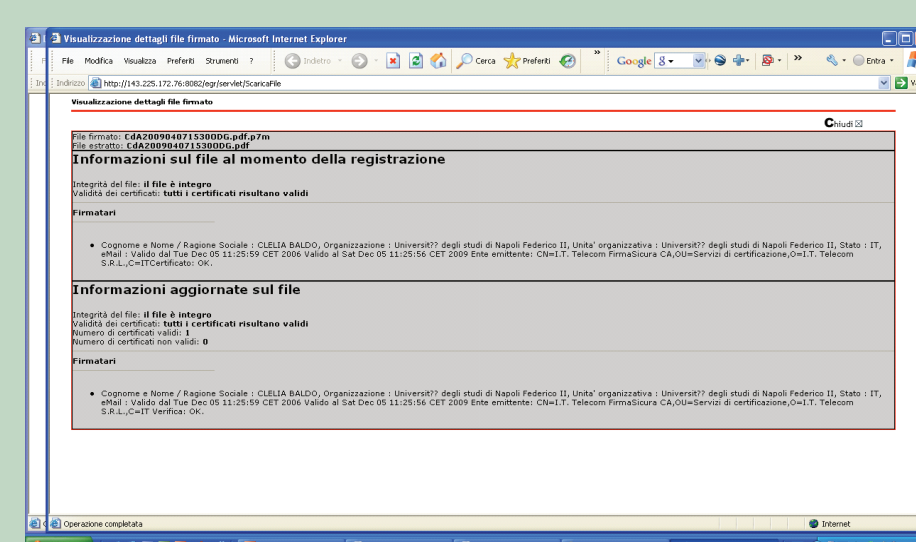 Visualizzazione dettagli file firmato - Microsoft Internet Explorer
File Modifica Visualizza Preferiti Strumenti ?
Indietro
Cerca Preferiti
Google
Entra
Indirizzo http://143.225.172.76:8082/egr/servlet/ScaricaFile
Visualizzazione dettagli file firmato
Chiudi
File firmato: CdA20090407153000DG.pdf.p7m
File estratto: CdA20090407153000DG.pdf
Informazioni sul file al momento della registrazione
Integrità del file: il file è integro
Validità dei certificati: tutti i certificati risultano validi
Firmatari
• Cognome e Nome / Ragione Sociale : CLELIA BALDO, Organizzazione : Universit?? degli studi di Napoli Federico II, Unita' organizzativa : Universit?? degli studi di Napoli Federico II, Stato : IT,
eMail : Valido dal Tue Dec 05 11:25:59 CET 2006 Valido al Sat Dec 05 11:25:56 CET 2009 Ente emittente: CN=I.T. Telecom FirmaSicura CA,OU=Servizi di certificazione,O=I.T. Telecom
S.R.L.,C=ITCertificato: OK.
Informazioni aggiornate sul file
Integrità del file: il file è integro
Validità dei certificati: tutti i certificati risultano validi
Numero di certificati validi: 1
Numero di certificati non validi: 0
Firmatari
• Cognome e Nome / Ragione Sociale : CLELIA BALDO, Organizzazione : Universit?? degli studi di Napoli Federico II, Unita' organizzativa : Universit?? degli studi di Napoli Federico II, Stato : IT,
eMail : Valido dal Tue Dec 05 11:25:59 CET 2006 Valido al Sat Dec 05 11:25:56 CET 2009 Ente emittente: CN=I.T. Telecom FirmaSicura CA,OU=Servizi di certificazione,O=I.T. Telecom
S.R.L.,C=IT Verifica: OK.
Operazione completata
Internet